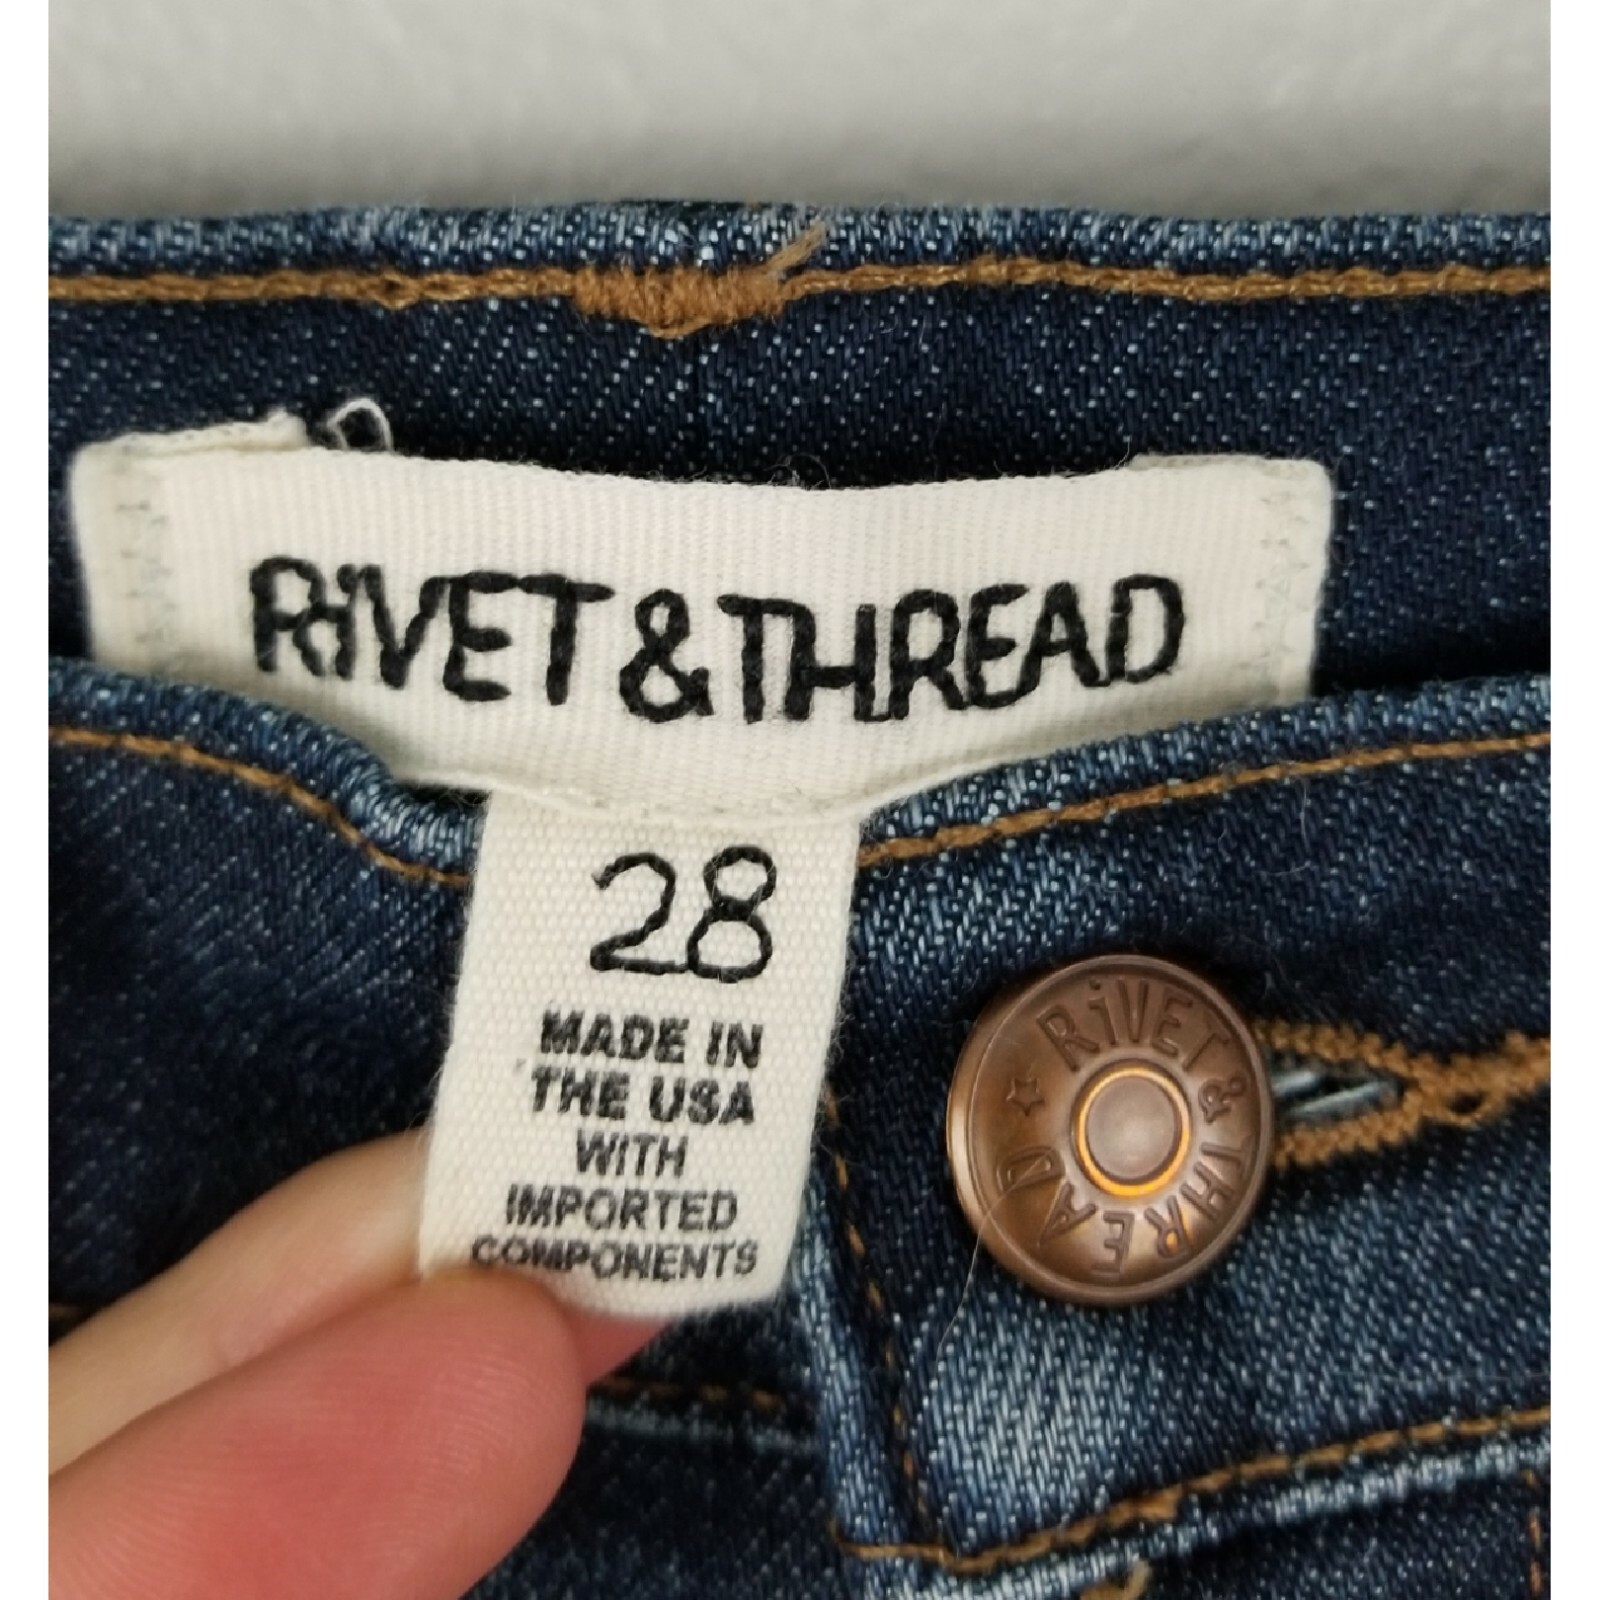 RiVET & THREAD
28
MADE IN
THE USA
WITH
IMPORTED
COMPONENTS
RiVET & THREAD